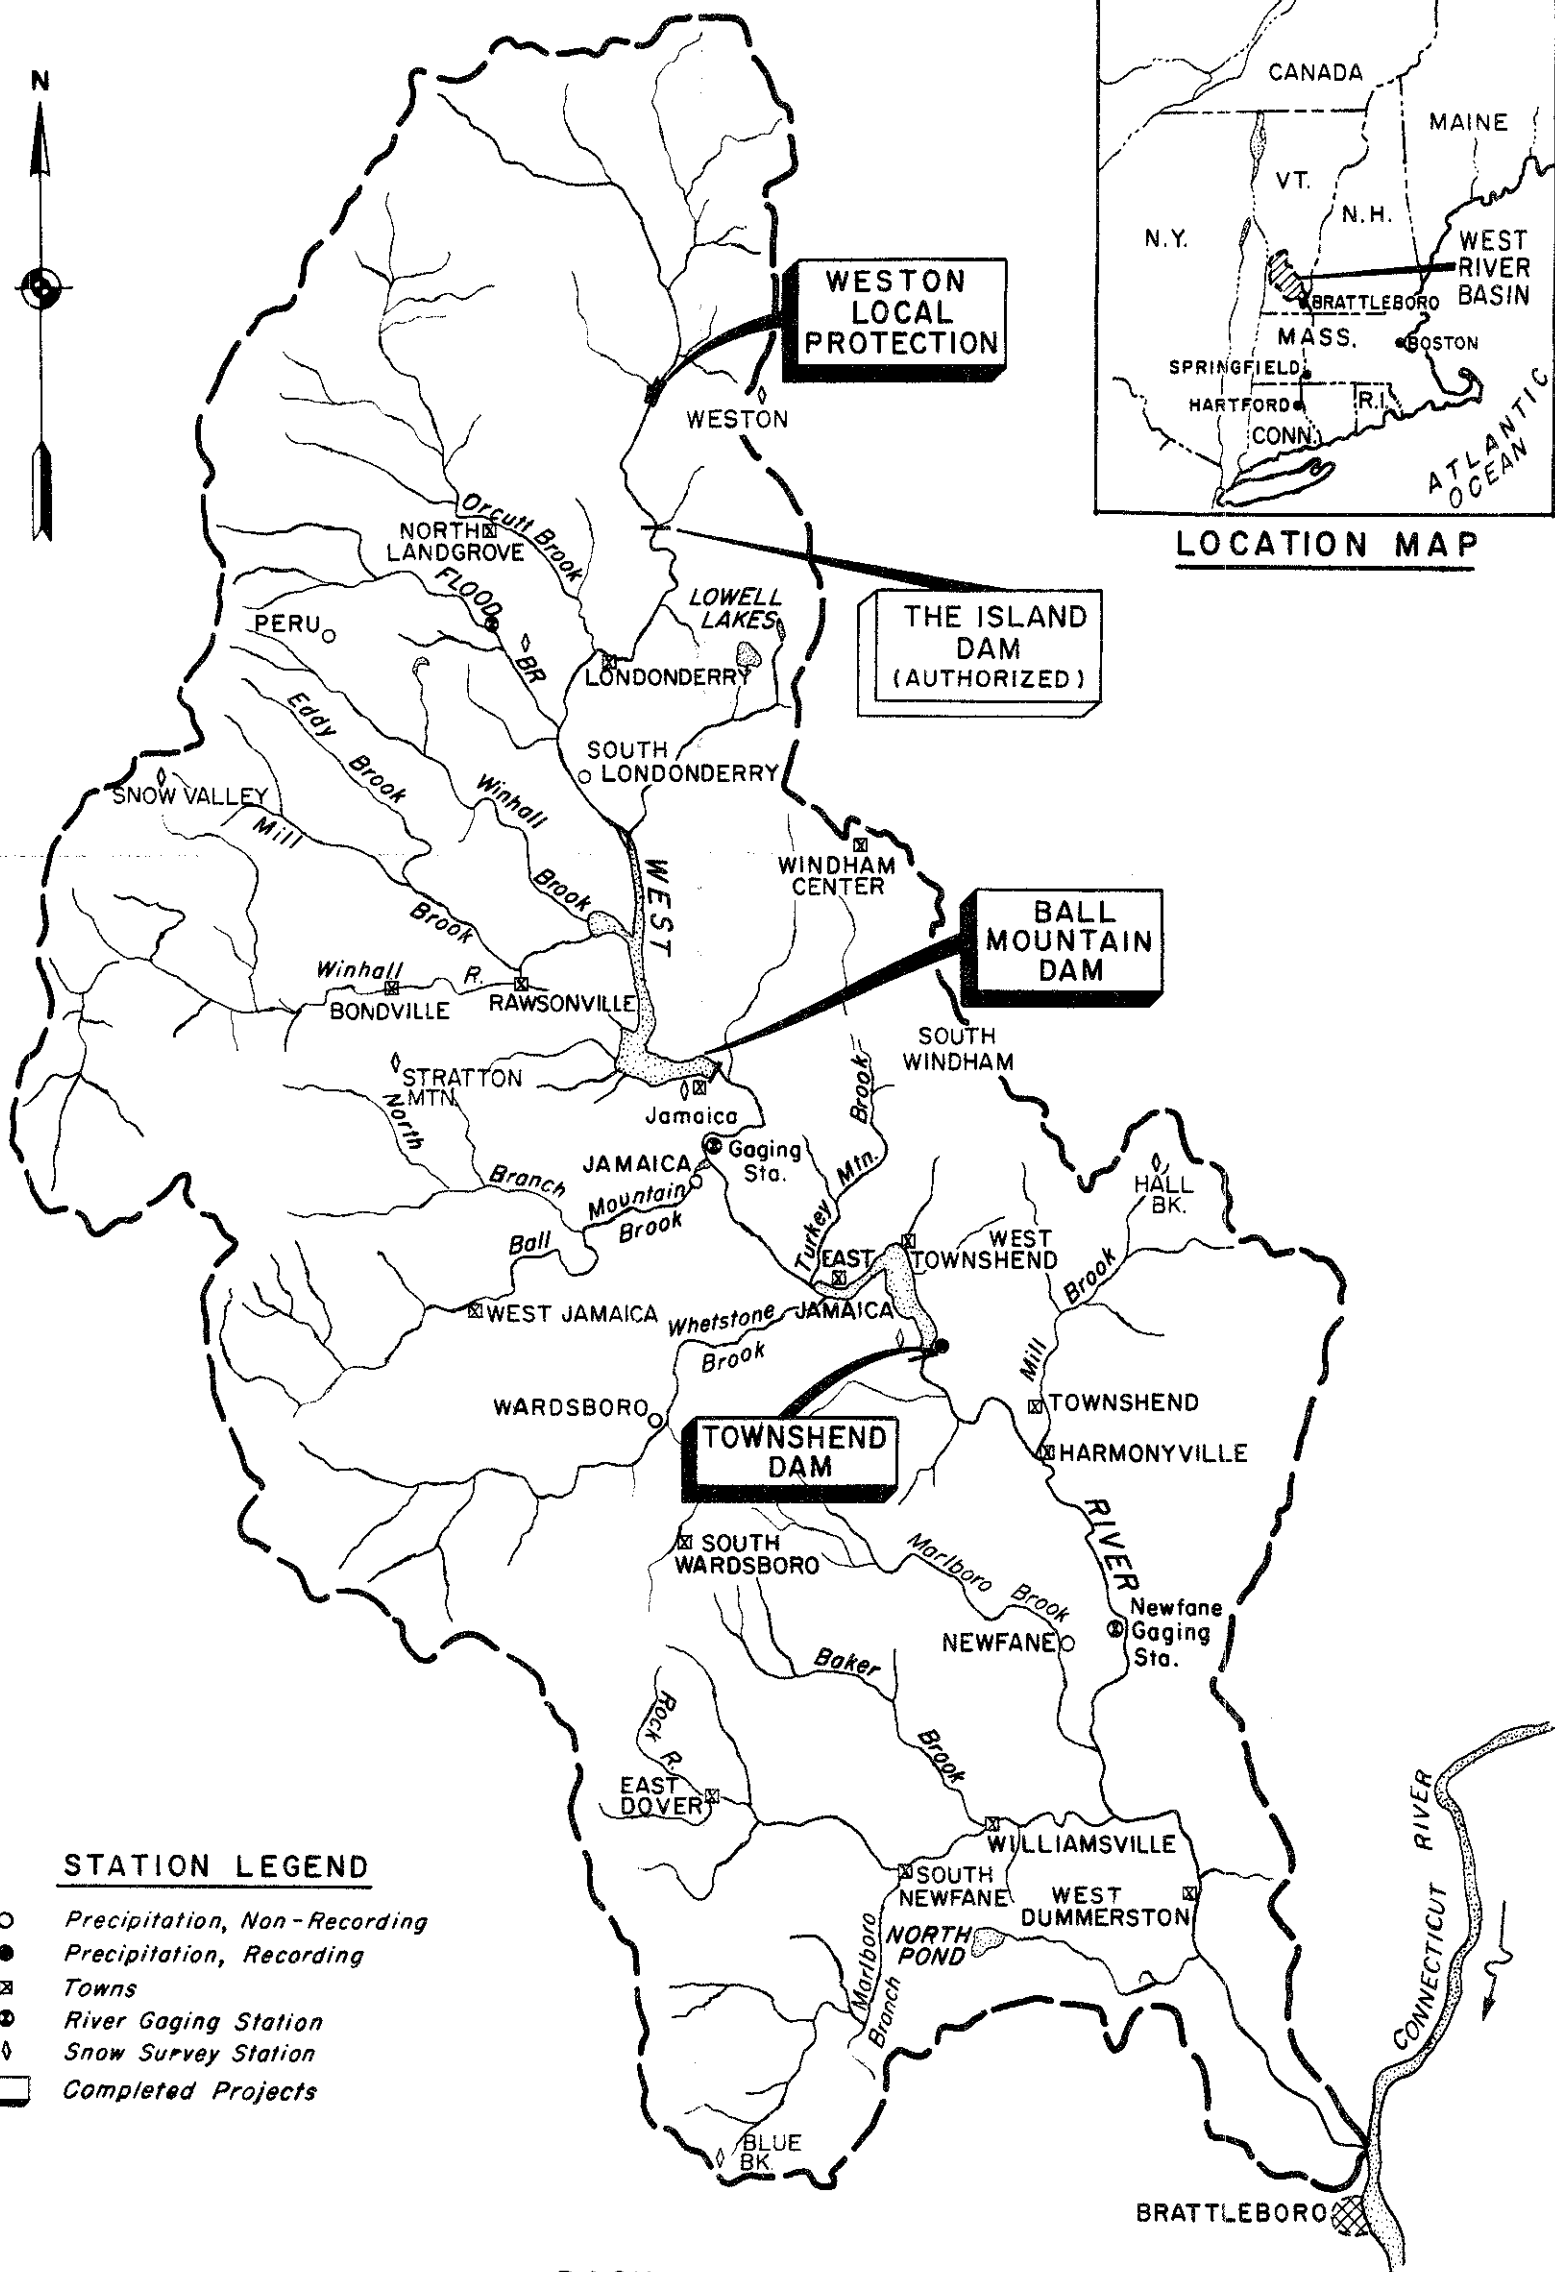 N
CANADA
MAINE
VT.
N.H.
N.Y.
WEST
RIVER
BASIN
BRATTLEBORO
MASS.
BOSTON
SPRINGFIELD
HARTFORD
R.I.
CONN.
ATLANTIC
OCEAN
LOCATION MAP
WESTON
LOCAL
PROTECTION
WESTON
Orcutt Brook
NORTH
LANDGROVE
FLOOD
BR
PERU
LOWELL
LAKES
THE ISLAND
DAM
(AUTHORIZED)
LONDONDERRY
Eddy
Brook
SOUTH
LONDONDERRY
SNOW VALLEY
Mill
Brook
Winhall
Brook
WEST
WINDHAM
CENTER
BALL
MOUNTAIN
DAM
Winhall R.
BONDVILLE
RAWSONVILLE
SOUTH
WINDHAM
STRATTON
MTN.
North
Branch
Jamaica
Gaging
Sta.
JAMAICA
Mountain
Brook
Ball
Turkey
Mtn.
Brook
HALL
BK.
WEST
TOWNSHEND
EAST
JAMAICA
Mill
Brook
WEST JAMAICA
Whetstone
Brook
WARDSBORO
TOWNSHEND
DAM
TOWNSHEND
HARMONYVILLE
RIVER
SOUTH
WARDSBORO
Marlboro
Brook
Newfane
Gaging
Sta.
NEWFANE
Baker
Brook
Rock
R.
EAST
DOVER
WILLIAMSVILLE
SOUTH
NEWFANE
WEST
DUMMERSTON
NORTH
POND
Marlboro
Branch
BLUE
BK.
CONNECTICUT RIVER
BRATTLEBORO
STATION LEGEND
Precipitation, Non-Recording
Precipitation, Recording
Towns
River Gaging Station
Snow Survey Station
Completed Projects